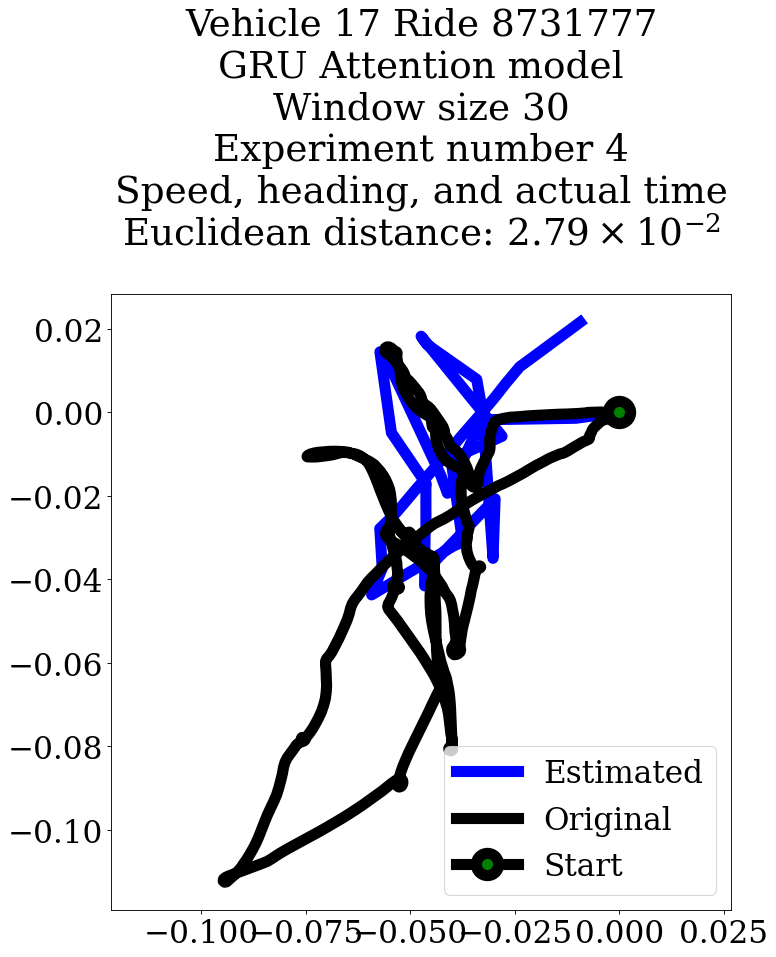 Vehicle 17 Ride 8731777
GRU Attention model
Window size 30
Experiment number 4
Speed, heading, and actual time
Euclidean distance: 2.79 × 10⁻²
0.02
0.00
−0.02
−0.04
−0.06
−0.08
−0.10
Estimated
Original
Start
−0.100 −0.075 −0.050 −0.025 0.000 0.025